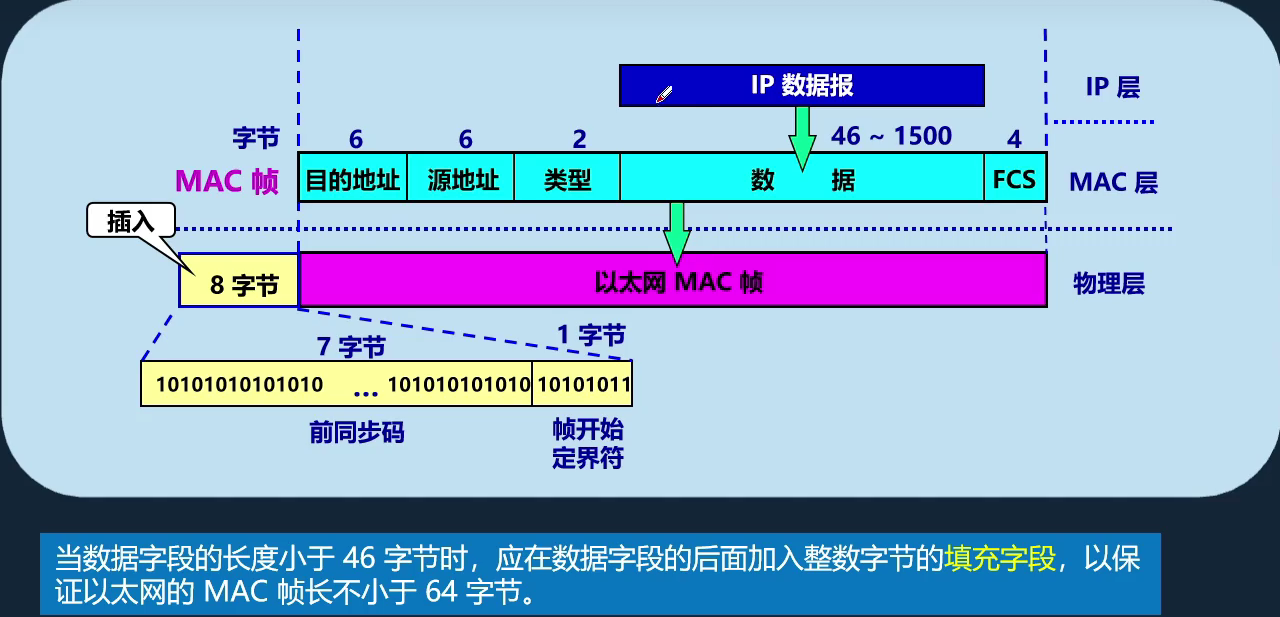 IP 数据报
IP 层
字节
6
6
2
46 ~ 1500
4
MAC 帧
目的地址
源地址
类型
数 据
FCS
MAC 层
插入
8 字节
以太网 MAC 帧
物理层
7 字节
1 字节
10101010101010 ... 101010101010
10101011
前同步码
帧开始
定界符
当数据字段的长度小于 46 字节时，应在数据字段的后面加入整数字节的填充字段，以保
证以太网的 MAC 帧长不小于 64 字节。